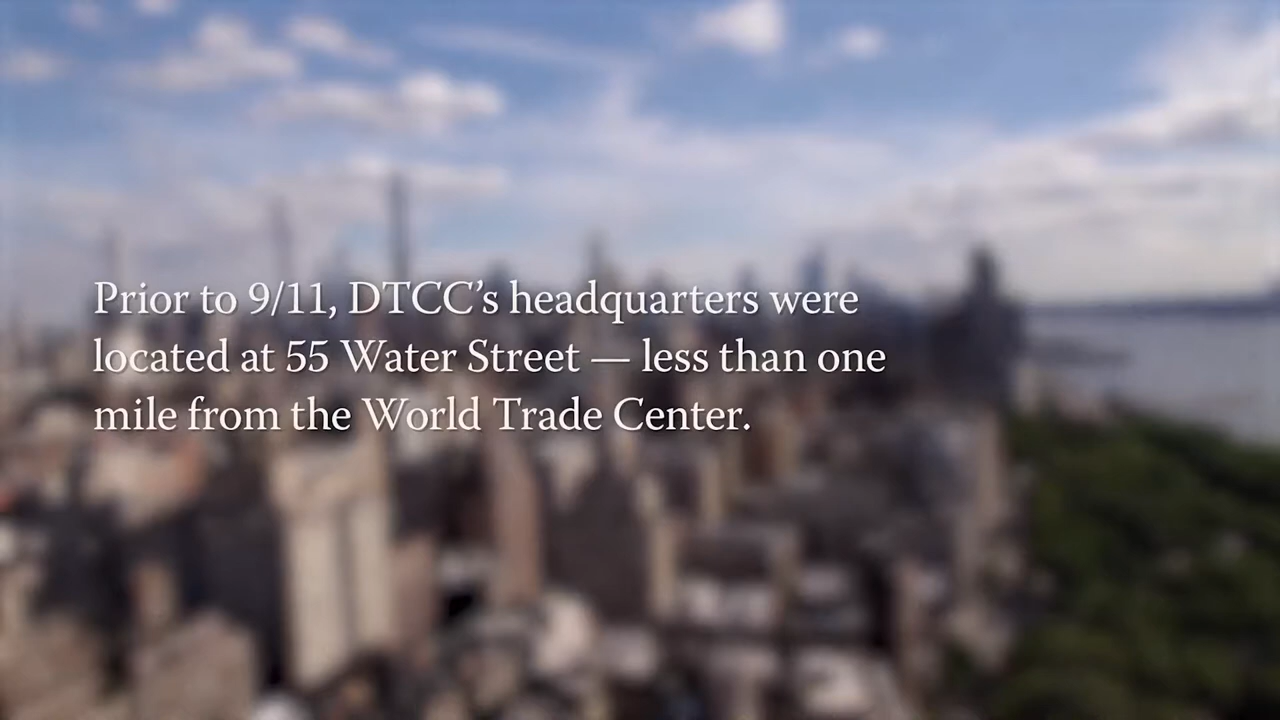 Prior to 9/11, DTCC’s headquarters were
located at 55 Water Street — less than one
mile from the World Trade Center.